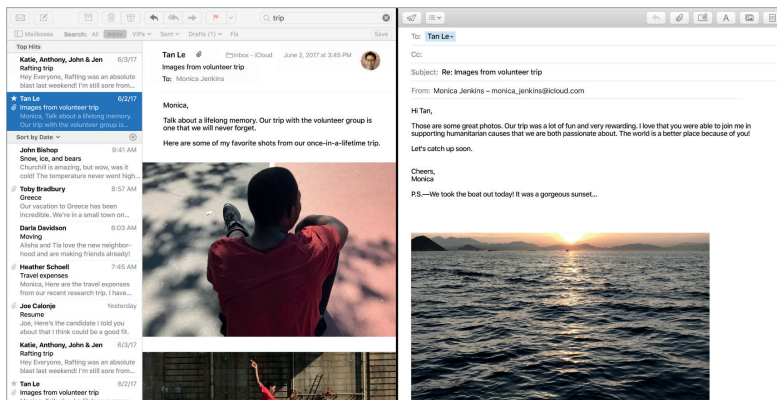 trip
Mailboxes Search: All Inbox VIPs Sent Drafts (1) Fla Save
Top Hits
Katie, Anthony, John & Jen 6/3/17
Rafting trip
Hey Everyone, Rafting was an absolute
blast last weekend! I'm still sore from...
Tan Le 6/2/17
Images from volunteer trip
Monica, Talk about a lifelong memory.
Our trip with the volunteer group is...
Sort by Date
John Bishop 9:41 AM
Snow, ice, and bears
Churchill is amazing, but wow, was it
cold! The temperature never went high...
Toby Bradbury 8:57 AM
Greece
Our vacation to Greece has been
incredible. We're in a small town on...
Darla Davidson 8:03 AM
Moving
Alisha and Tia love the new neighbor-
hood and are making friends already!
Heather Schoell 7:45 AM
Travel expenses
Monica, Here are the travel expenses
from our recent research trip. I have...
Joe Calonje Yesterday
Resume
Joe, Here's the candidate I told you
about that I think could be a good fit.
Katie, Anthony, John & Jen 6/3/17
Rafting trip
Hey Everyone, Rafting was an absolute
blast last weekend! I'm still sore from...
Tan Le 6/2/17
Images from volunteer trip
Tan Le Inbox - iCloud June 2, 2017 at 3:45 PM
Images from volunteer trip
To: Monica Jenkins
Monica,
Talk about a lifelong memory. Our trip with the volunteer group is
one that we will never forget.
Here are some of my favorite shots from our once-in-a-lifetime trip.
To: Tan Le
Cc:
Subject: Re: Images from volunteer trip
From: Monica Jenkins – monica_jenkins@icloud.com
Hi Tan,
Those are some great photos. Our trip was a lot of fun and very rewarding. I love that you were able to join me in
supporting humanitarian causes that we are both passionate about. The world is a better place because of you!
Let's catch up soon.
Cheers,
Monica
P.S.—We took the boat out today! It was a gorgeous sunset...